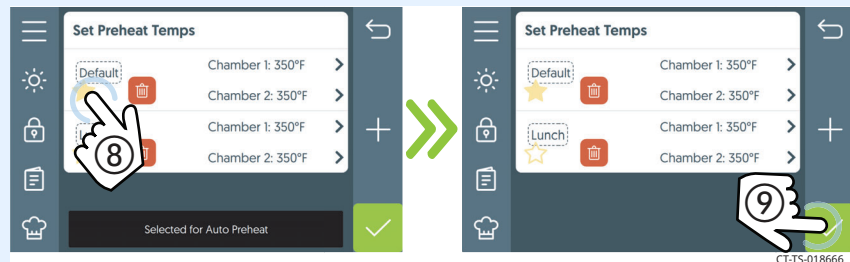 Set Preheat Temps
Default
Chamber 1: 350°F
Chamber 2: 350°F
Chamber 1: 350°F
Chamber 2: 350°F
8
Selected for Auto Preheat
Set Preheat Temps
Default
Chamber 1: 350°F
Chamber 2: 350°F
Lunch
Chamber 1: 350°F
Chamber 2: 350°F
9
CT-TS-018666